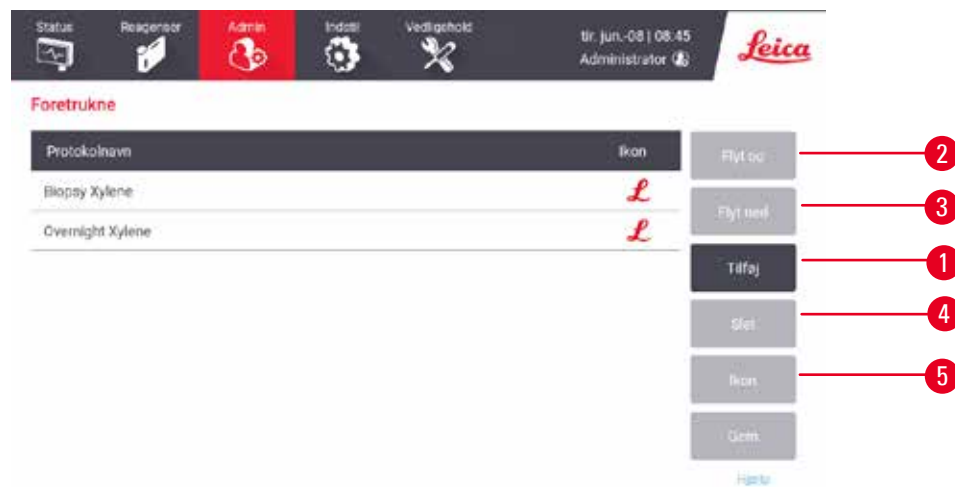 Status Reagenser Admin Indstil Vedligehold
tir. jun.-08 | 08:45
Administrator
Leica
Foretrukne
Protokolnavn Ikon
Flyt op
2
Biopsy Xylene L
Flyt ned
3
Overnight Xylene L
Tilføj
1
Slet
4
Ikon
5
Gem
Hjælp